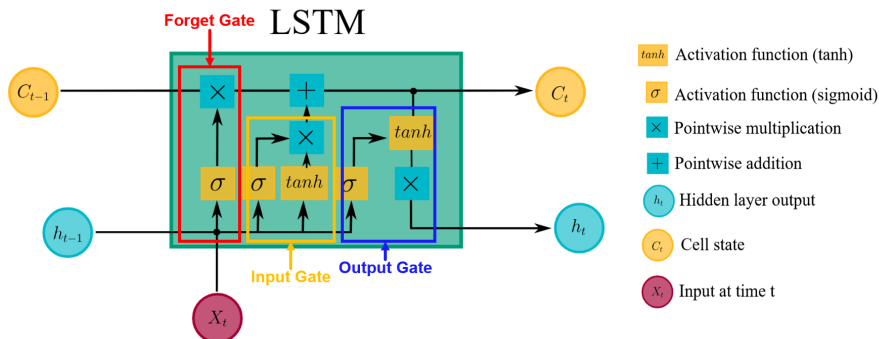 LSTM
Forget Gate
C_{t-1}
×
+
C_t
tanh
×
σ
σ
tanh
σ
×
h_{t-1}
h_t
Input Gate
Output Gate
X_t
tanh Activation function (tanh)
σ Activation function (sigmoid)
× Pointwise multiplication
+ Pointwise addition
h_t Hidden layer output
C_t Cell state
X_t Input at time t